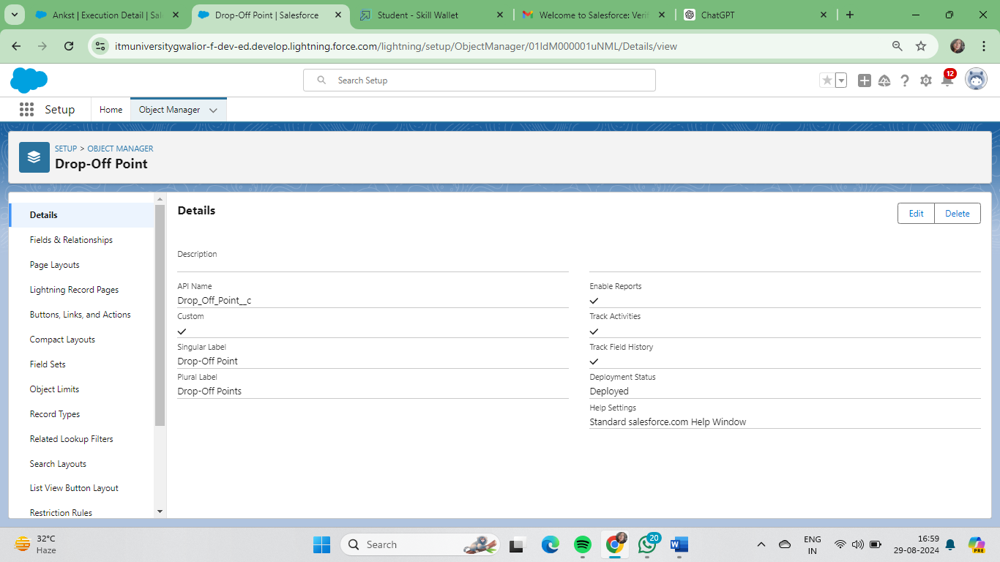 Ankst | Execution Detail | Sal
Drop-Off Point | Salesforce
Student - Skill Wallet
Welcome to Salesforce: Verif
ChatGPT
itmuniversitygwalior-f-dev-ed.develop.lightning.force.com/lightning/setup/ObjectManager/01IdM000001uNML/Details/view
Search Setup
12
Setup
Home
Object Manager
SETUP > OBJECT MANAGER
Drop-Off Point
Details
Fields & Relationships
Page Layouts
Lightning Record Pages
Buttons, Links, and Actions
Compact Layouts
Field Sets
Object Limits
Record Types
Related Lookup Filters
Search Layouts
List View Button Layout
Restriction Rules
Details
Edit
Delete
Description
API Name
Drop_Off_Point__c
Custom
Singular Label
Drop-Off Point
Plural Label
Drop-Off Points
Enable Reports
Track Activities
Track Field History
Deployment Status
Deployed
Help Settings
Standard salesforce.com Help Window
32°C
Haze
Search
20
W
ENG
IN
16:59
29-08-2024
PRE